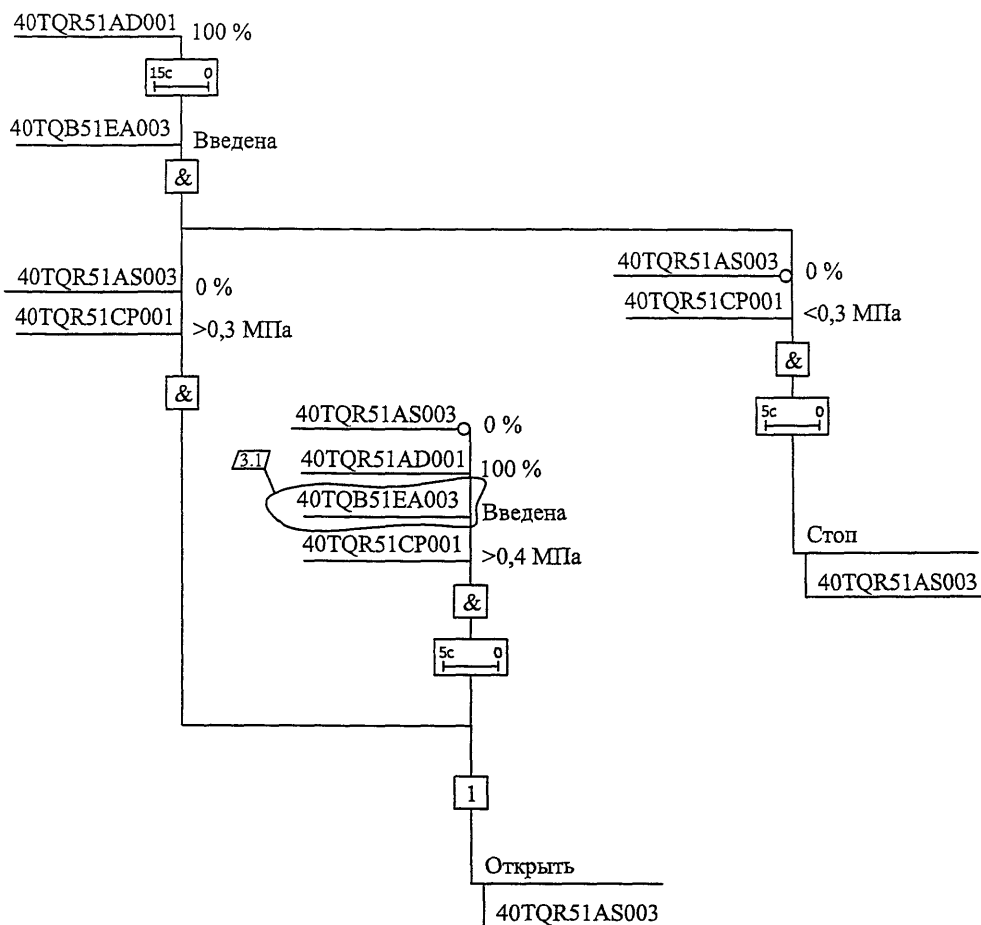 40TQR51AD001 100 %
15с 0
40TQB51EA003 Введена
&
40TQR51AS003 0 %
40TQR51CP001 >0,3 МПа
&
40TQR51AS003 0 %
40TQR51CP001 <0,3 МПа
&
5с 0
Стоп
40TQR51AS003
40TQR51AS003 0 %
3.1
40TQR51AD001 100 %
40TQB51EA003 Введена
40TQR51CP001 >0,4 МПа
&
5с 0
1
Открыть
40TQR51AS003